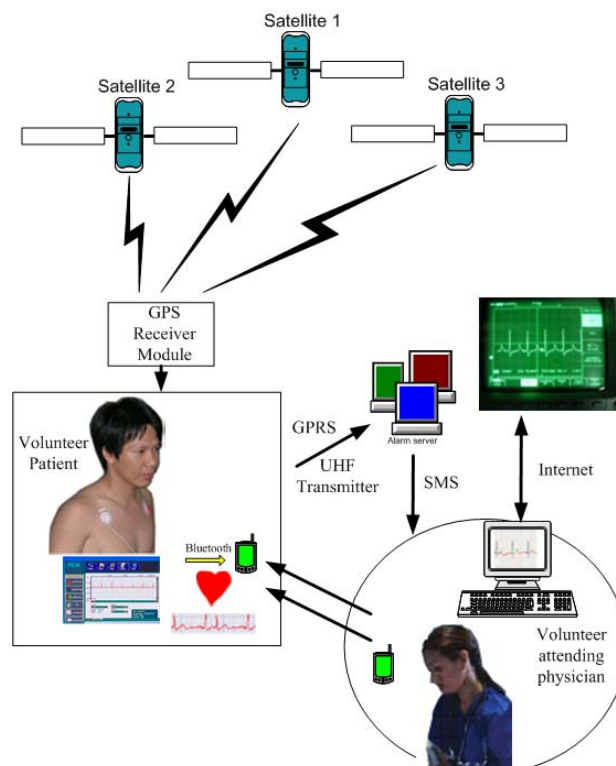 Satellite 1
Satellite 2
Satellite 3
GPS
Receiver
Module
Volunteer
Patient
GPRS
UHF
Transmitter
Alarm server
SMS
Internet
Bluetooth
Volunteer
attending
physician